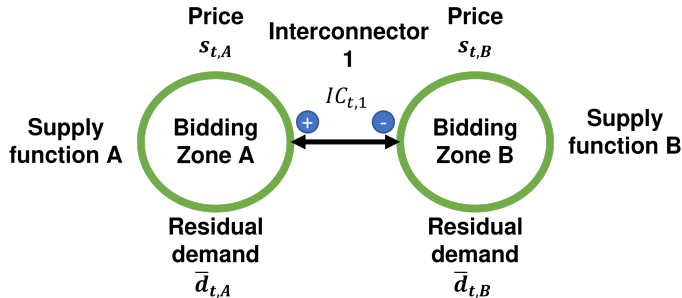 Price
s_{t,A}
Interconnector
1
Price
s_{t,B}
IC_{t,1}
+
-
Supply
function A
Bidding
Zone A
Bidding
Zone B
Supply
function B
Residual
demand
d̅_{t,A}
Residual
demand
d̅_{t,B}